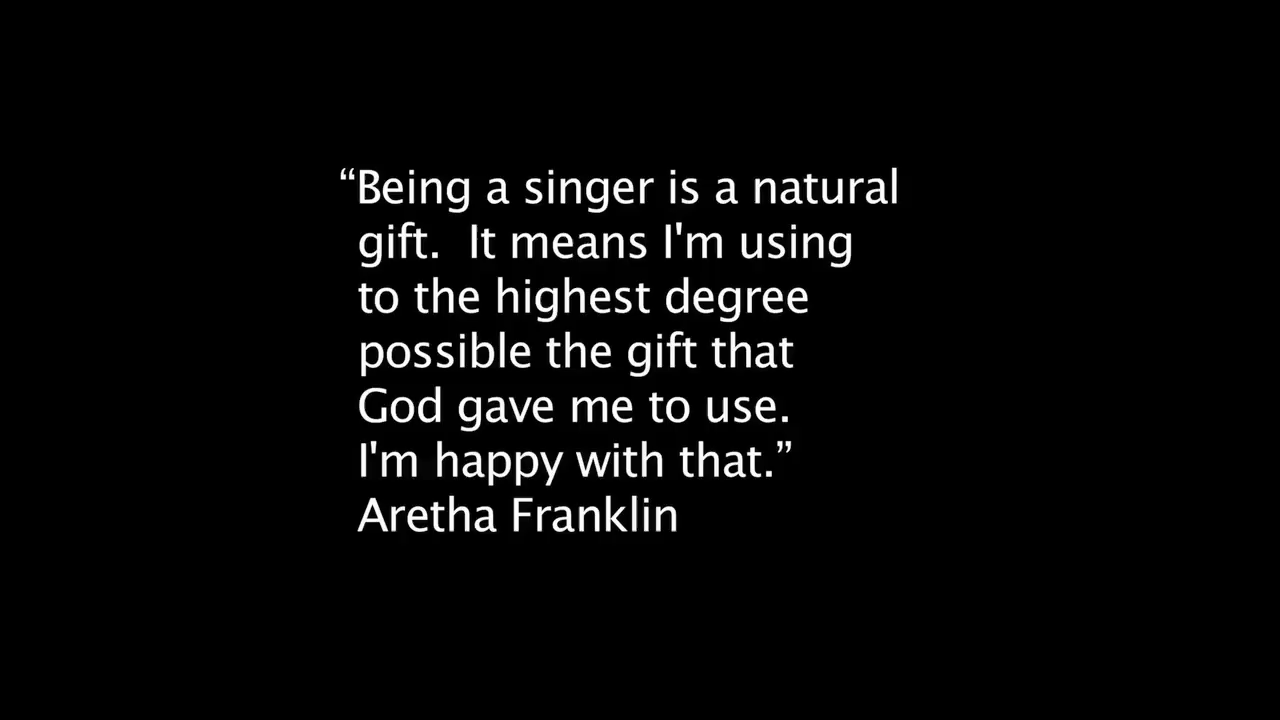 “Being a singer is a natural
gift.  It means I'm using
to the highest degree
possible the gift that
God gave me to use.
I'm happy with that.”
Aretha Franklin